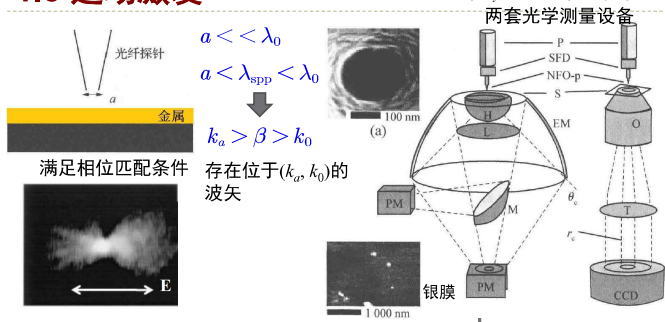 两套光学测量设备
光纤探针
a
金属
满足相位匹配条件
E
a << λ₀
a < λspp < λ₀
kₐ > β > k₀
存在位于(kₐ, k₀)的
波矢
100 nm
(a)
P
SFD
NFO-p
S
H
L
EM
O
PM
M
θc
T
rc
PM
CCD
银膜
1 000 nm